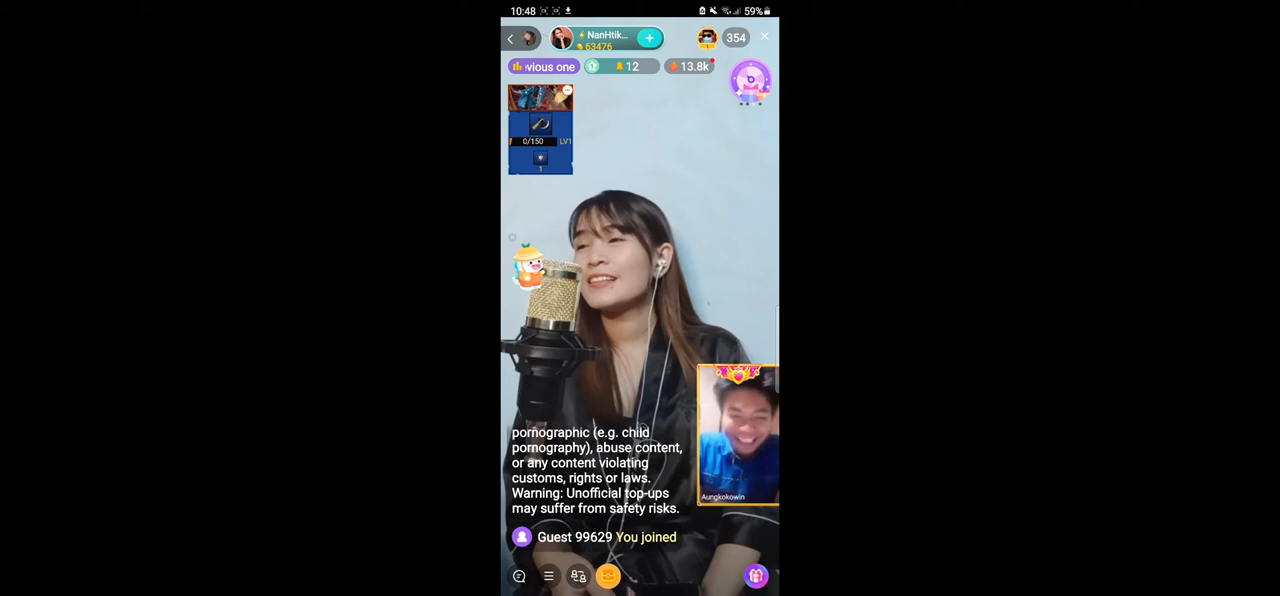 10:48
59%
NanHtik...
63476
354
vious one
12
13.8k
0/150
LV1
1
pornographic (e.g. child
pornography), abuse content,
or any content violating
customs, rights or laws.
Warning: Unofficial top-ups
may suffer from safety risks.
Aungkokowin
Guest 99629 You joined